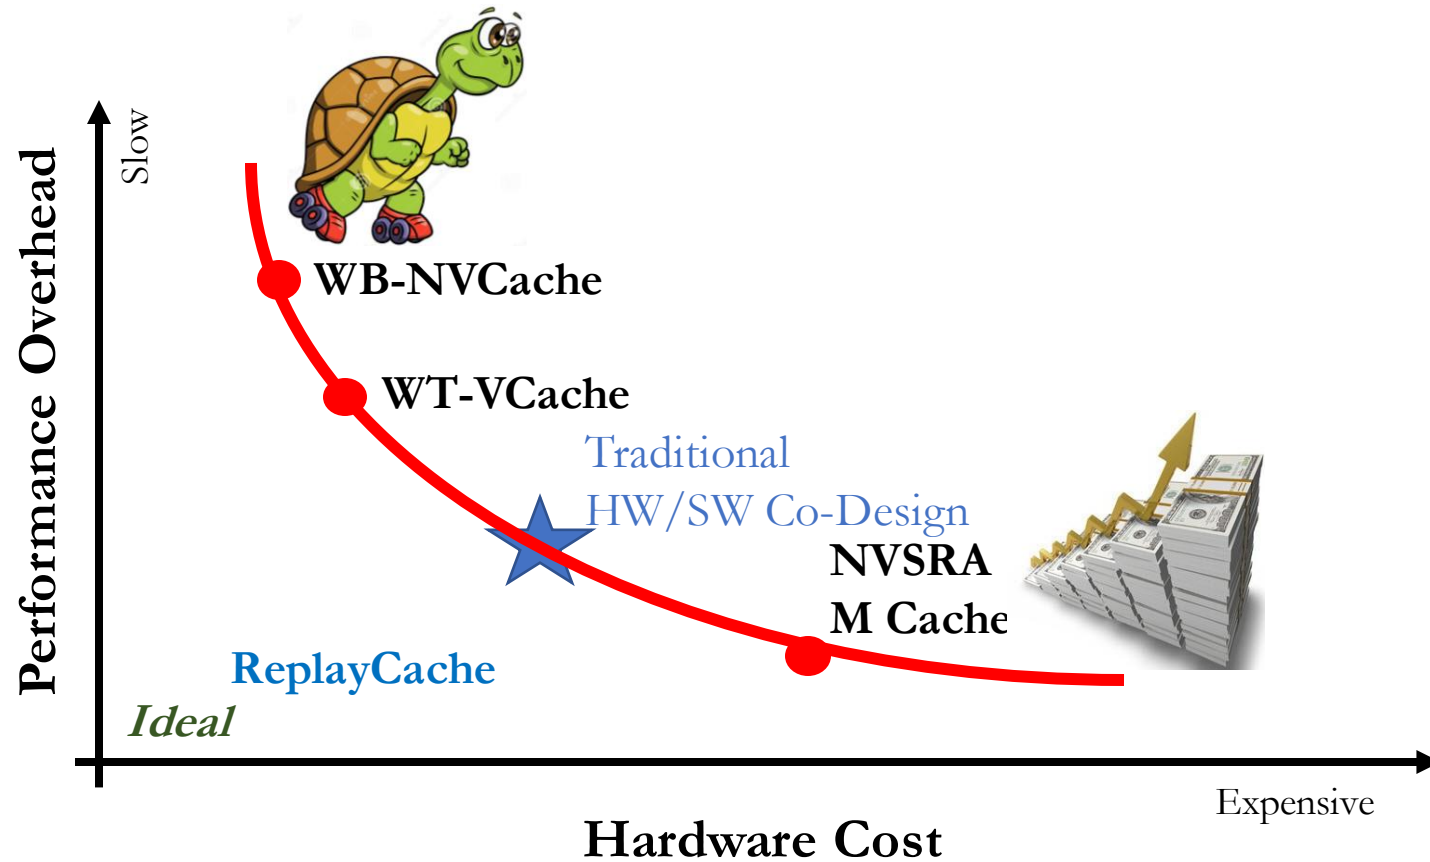 Slow
Performance Overhead
WB-NVCache
WT-VCache
Traditional
HW/SW Co-Design
NVSRA
M Cache
ReplayCache
Ideal
Expensive
Hardware Cost